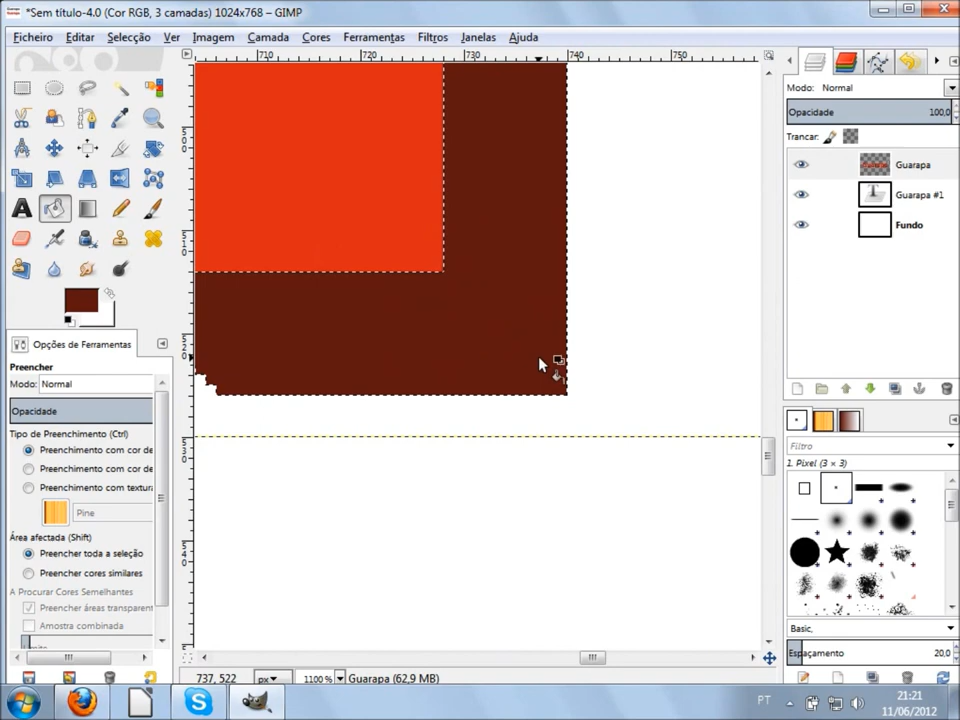 *Sem título-4.0 (Cor RGB, 3 camadas) 1024x768 – GIMP
Ficheiro Editar Selecção Ver Imagem Camada Cores Ferramentas Filtros Janelas Ajuda
710 720 730 740 750
Modo: Normal
Opacidade 100,0
Trancar:
Guarapa
Guarapa #1
Fundo
500
510
520
530
540
Opções de Ferramentas
Preencher
Modo: Normal
Opacidade
Tipo de Preenchimento (Ctrl)
Preenchimento com cor de
Preenchimento com cor de
Preenchimento com textura
Pine
Área afectada (Shift)
Preencher toda a seleção
Preencher cores similares
A Procurar Cores Semelhantes
Preencher áreas transparent
Amostra combinada
Filtro
1. Pixel (3 × 3)
Basic,
Espaçamento 20,0
737, 522 px 1100 % Guarapa (62,9 MB)
PT
21:21
11/06/2012